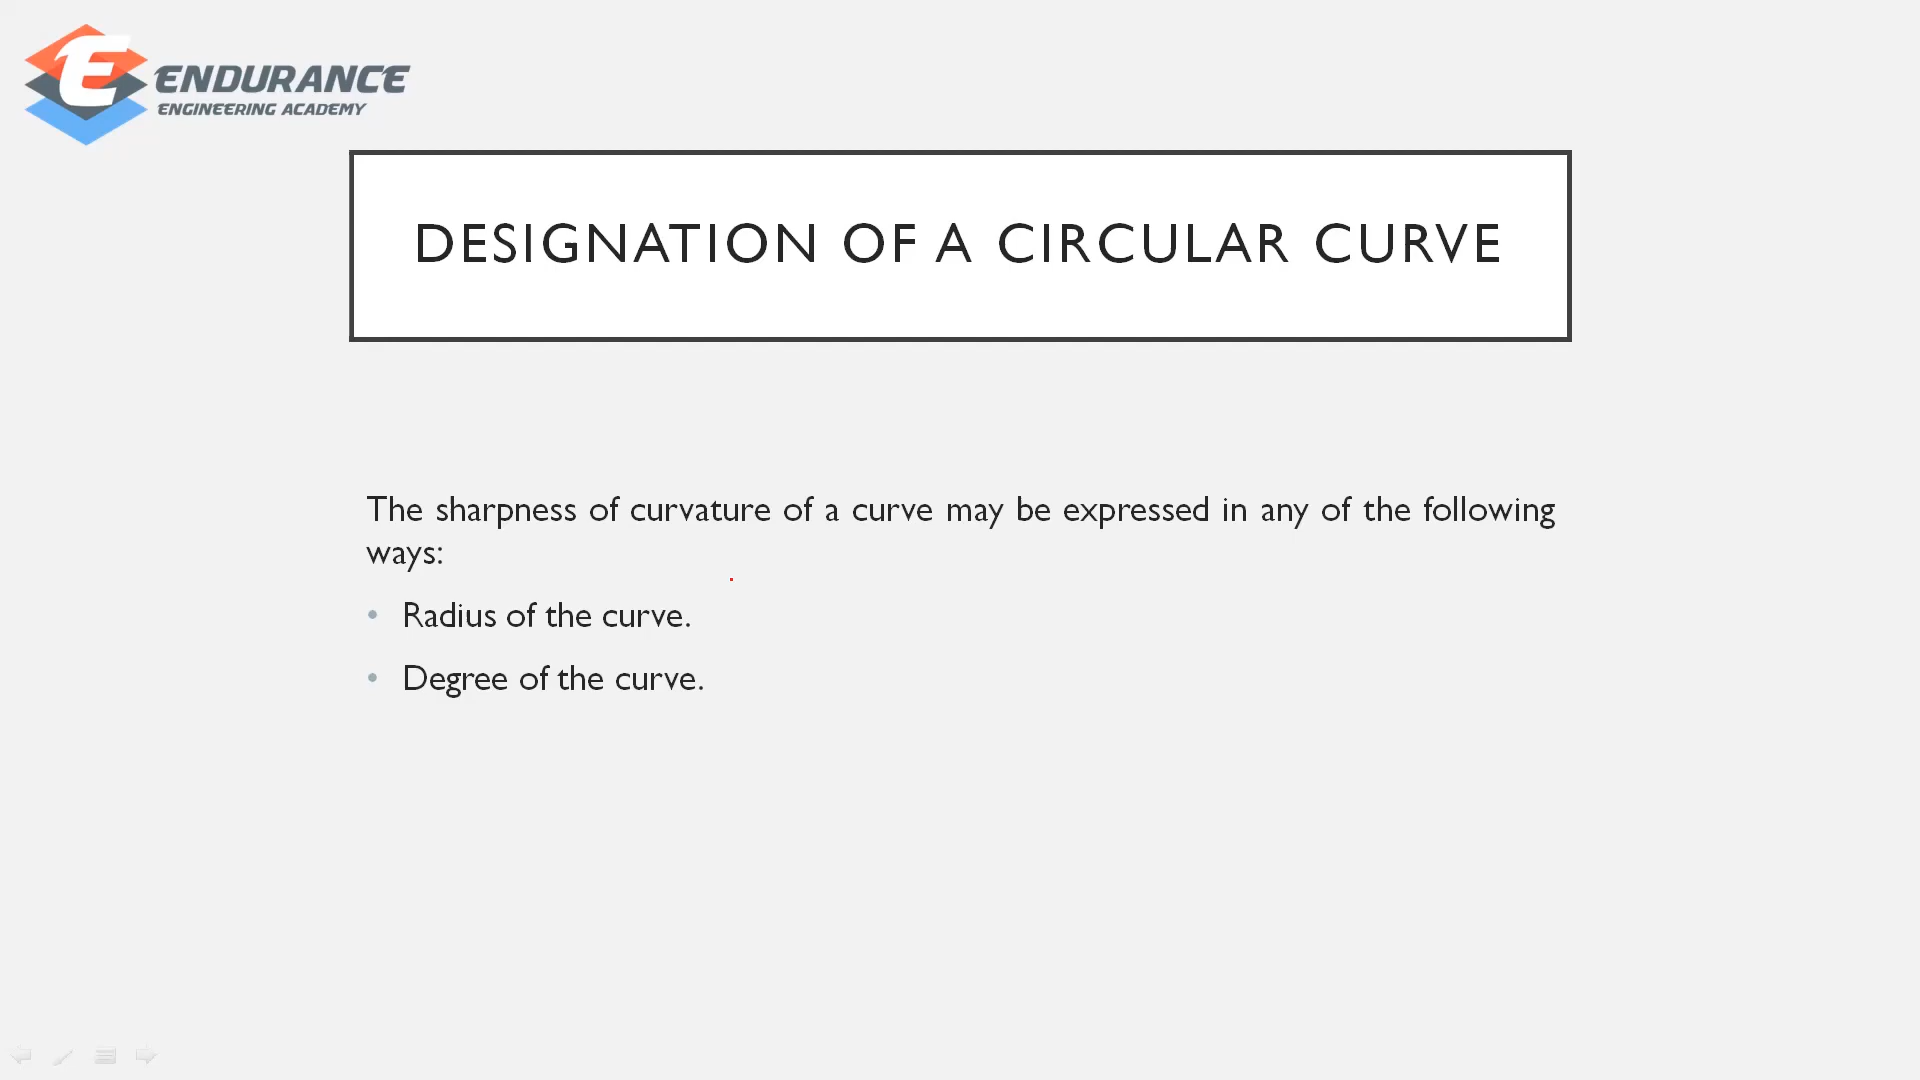 ENDURANCE
ENGINEERING ACADEMY
DESIGNATION OF A CIRCULAR CURVE
The sharpness of curvature of a curve may be expressed in any of the following
ways:
• Radius of the curve.
• Degree of the curve.